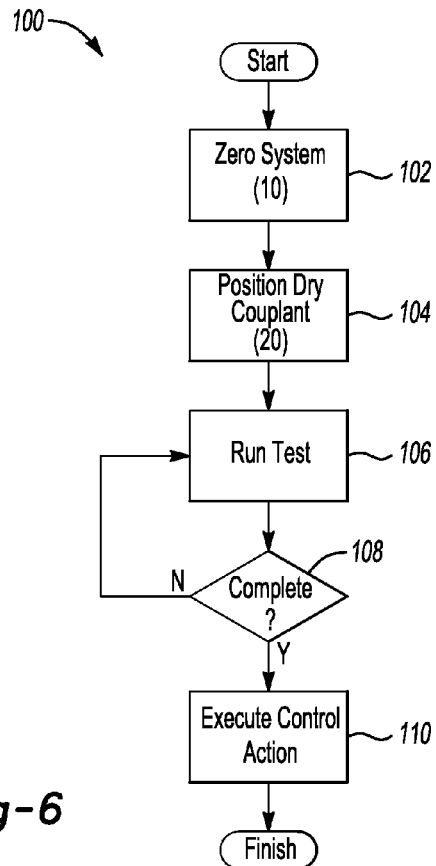 100
Start
Zero System
(10)
102
Position Dry
Couplant
(20)
104
Run Test
106
108
N
Complete
?
Y
Execute Control
Action
110
g-6
Finish